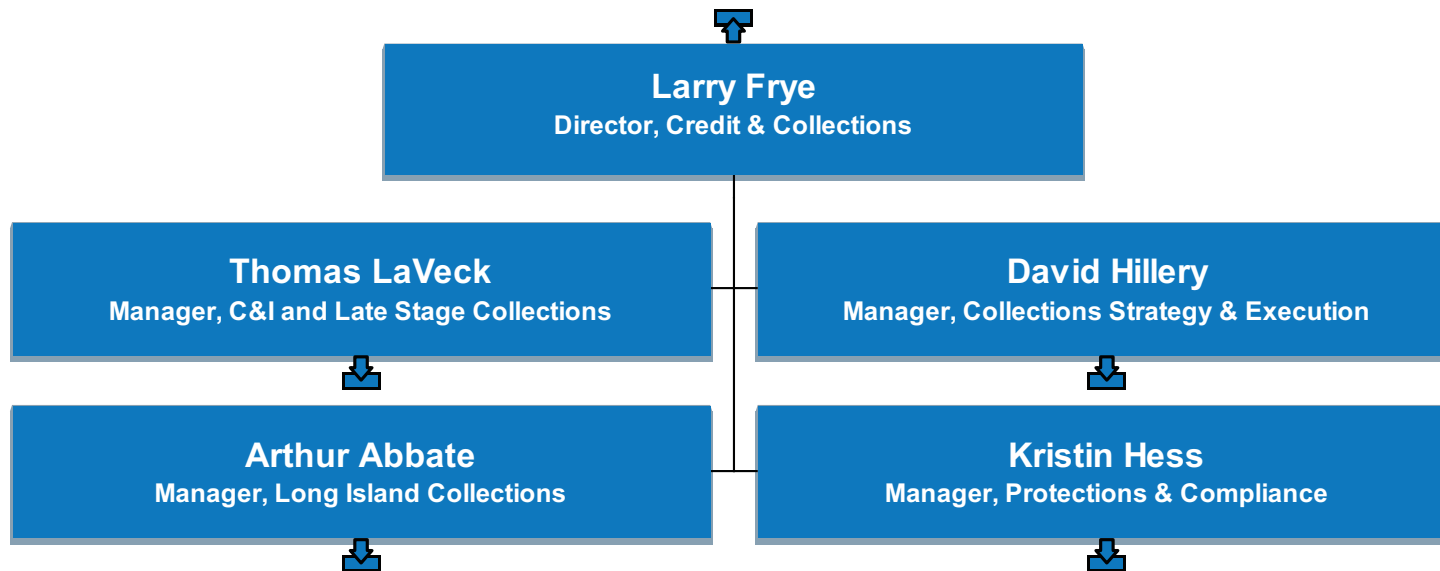 Larry Frye
Director, Credit & Collections
Thomas LaVeck
Manager, C&I and Late Stage Collections
David Hillery
Manager, Collections Strategy & Execution
Arthur Abbate
Manager, Long Island Collections
Kristin Hess
Manager, Protections & Compliance